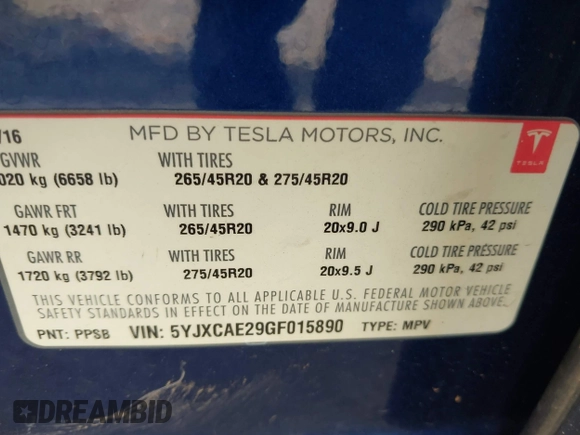 /16 MFD BY TESLA MOTORS, INC.
GVWR WITH TIRES
020 kg (6658 lb) 265/45R20 & 275/45R20
TESLA
GAWR FRT WITH TIRES RIM COLD TIRE PRESSURE
1470 kg (3241 lb) 265/45R20 20x9.0 J 290 kPa, 42 psi
GAWR RR WITH TIRES RIM COLD TIRE PRESSURE
1720 kg (3792 lb) 275/45R20 20x9.5 J 290 kPa, 42 psi
THIS VEHICLE CONFORMS TO ALL APPLICABLE U.S. FEDERAL MOTOR VEHICLE
SAFETY STANDARDS IN EFFECT ON THE DATE OF MANUFACTURE SHOWN ABOVE.
PNT: PPSB VIN: 5YJXCAE29GF015890 TYPE: MPV
DREAMBID